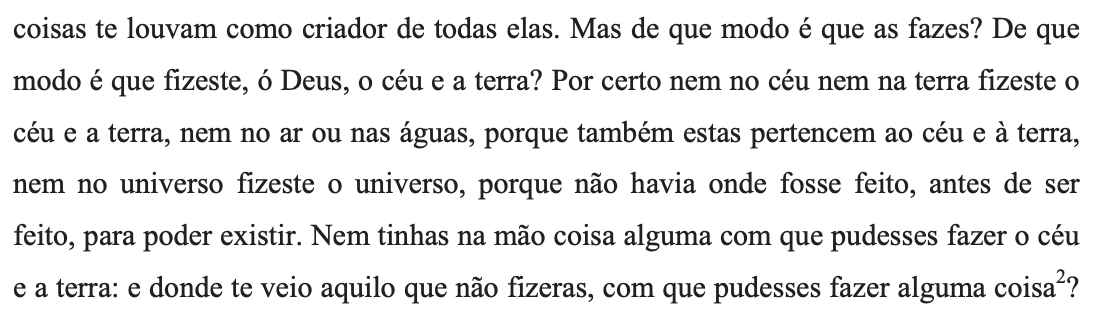 coisas te louvam como criador de todas elas. Mas de que modo é que as fazes? De que
modo é que fizeste, ó Deus, o céu e a terra? Por certo nem no céu nem na terra fizeste o
céu e a terra, nem no ar ou nas águas, porque também estas pertencem ao céu e à terra,
nem no universo fizeste o universo, porque não havia onde fosse feito, antes de ser
feito, para poder existir. Nem tinhas na mão coisa alguma com que pudesses fazer o céu
e a terra: e donde te veio aquilo que não fizeras, com que pudesses fazer alguma coisa²?